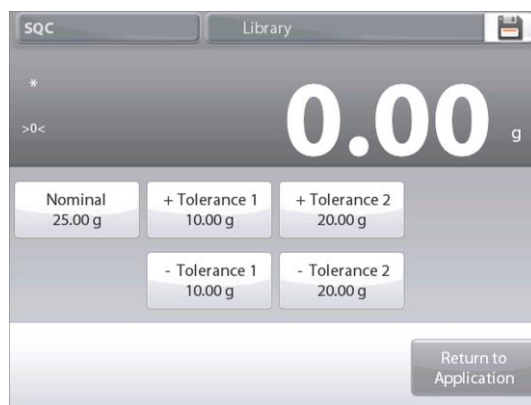 SQC
Library
*
>0<
0.00 g
Nominal
25.00 g
+ Tolerance 1
10.00 g
+ Tolerance 2
20.00 g
- Tolerance 1
10.00 g
- Tolerance 2
20.00 g
Return to
Application